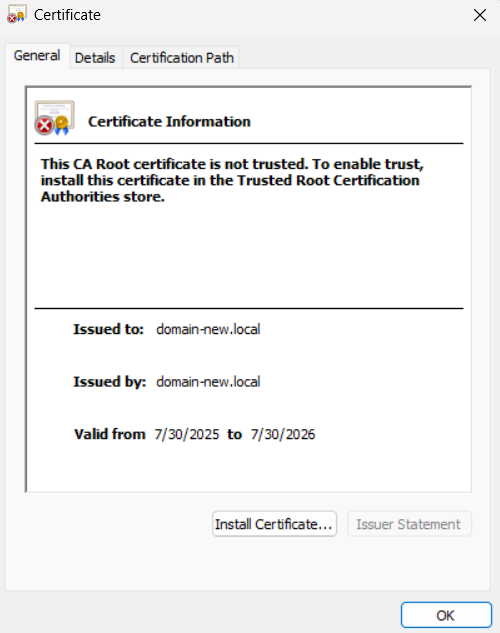 Certificate
General Details Certification Path
Certificate Information
This CA Root certificate is not trusted. To enable trust,
install this certificate in the Trusted Root Certification
Authorities store.
Issued to: domain-new.local
Issued by: domain-new.local
Valid from 7/30/2025 to 7/30/2026
Install Certificate... Issuer Statement
OK